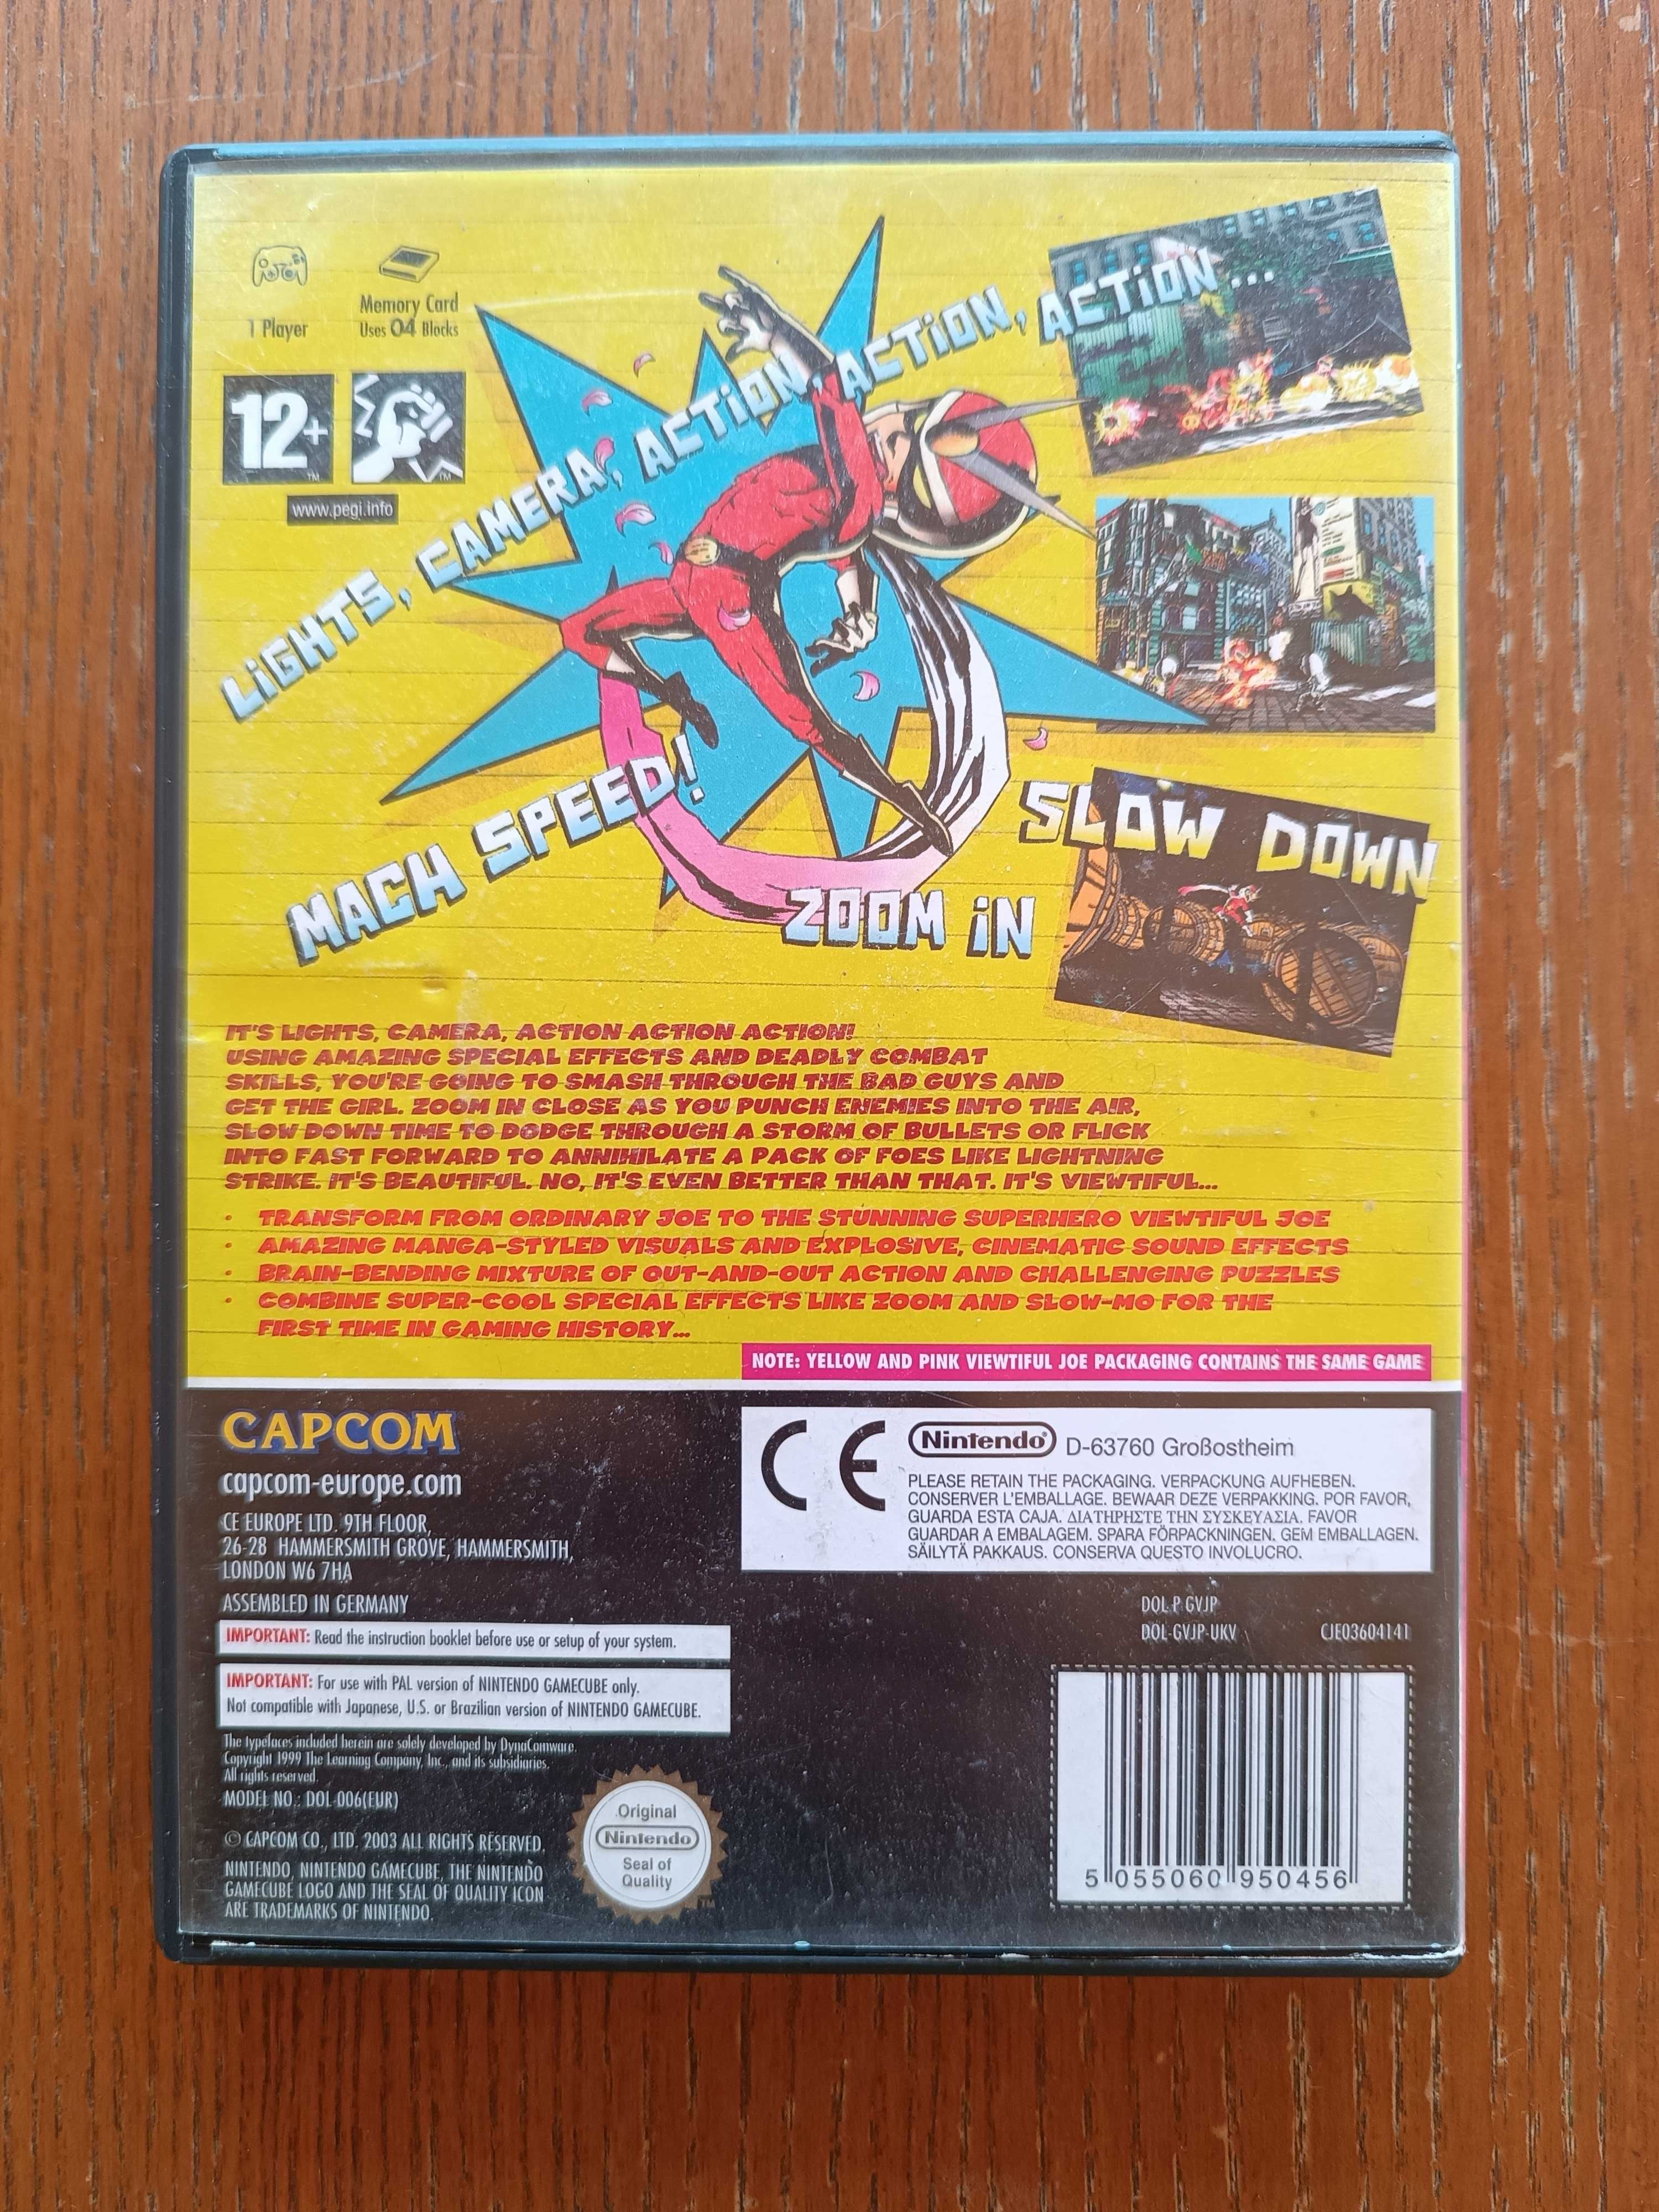 1 Player
Memory Card
Uses 04 Blocks
12+
TM
TM
www.pegi.info
LiGHTS, CAMERA, ACTiON, ACTiON, ACTiON...
MACH SPEED!
ZOOM iN
SLOW DOWN
IT'S LIGHTS, CAMERA, ACTION ACTION ACTION!
USING AMAZING SPECIAL EFFECTS AND DEADLY COMBAT
SKILLS, YOU'RE GOING TO SMASH THROUGH THE BAD GUYS AND
GET THE GIRL. ZOOM IN CLOSE AS YOU PUNCH ENEMIES INTO THE AIR,
SLOW DOWN TIME TO DODGE THROUGH A STORM OF BULLETS OR FLICK
INTO FAST FORWARD TO ANNIHILATE A PACK OF FOES LIKE LIGHTNING
STRIKE. IT'S BEAUTIFUL. NO, IT'S EVEN BETTER THAN THAT. IT'S VIEWTIFUL...
• TRANSFORM FROM ORDINARY JOE TO THE STUNNING SUPERHERO VIEWTIFUL JOE
• AMAZING MANGA-STYLED VISUALS AND EXPLOSIVE, CINEMATIC SOUND EFFECTS
• BRAIN-BENDING MIXTURE OF OUT-AND-OUT ACTION AND CHALLENGING PUZZLES
• COMBINE SUPER-COOL SPECIAL EFFECTS LIKE ZOOM AND SLOW-MO FOR THE
FIRST TIME IN GAMING HISTORY...
NOTE: YELLOW AND PINK VIEWTIFUL JOE PACKAGING CONTAINS THE SAME GAME
CAPCOM
capcom-europe.com
CE EUROPE LTD. 9TH FLOOR,
26-28 HAMMERSMITH GROVE, HAMMERSMITH,
LONDON W6 7HA
ASSEMBLED IN GERMANY
IMPORTANT: Read the instruction booklet before use or setup of your system.
IMPORTANT: For use with PAL version of NINTENDO GAMECUBE only.
Not compatible with Japanese, U.S. or Brazilian version of NINTENDO GAMECUBE.
The typefaces included herein are solely developed by DynaComware.
Copyright 1999 The Learning Company, Inc., and its subsidiaries.
All rights reserved.
MODEL NO.: DOL-006(EUR)
© CAPCOM CO., LTD. 2003 ALL RIGHTS RESERVED.
NINTENDO, NINTENDO GAMECUBE, THE NINTENDO
GAMECUBE LOGO AND THE SEAL OF QUALITY ICON
ARE TRADEMARKS OF NINTENDO.
Original
Nintendo
Seal of
Quality
TM
CE
Nintendo® D-63760 Großostheim
PLEASE RETAIN THE PACKAGING. VERPACKUNG AUFHEBEN.
CONSERVER L'EMBALLAGE. BEWAAR DEZE VERPAKKING. POR FAVOR,
GUARDA ESTA CAJA. ΔΙΑΤΗΡΗΣΤΕ ΤΗΝ ΣΥΣΚΕΥΑΣΙΑ. FAVOR
GUARDAR A EMBALAGEM. SPARA FÖRPACKNINGEN. GEM EMBALLAGEN.
SÄILYTÄ PAKKAUS. CONSERVA QUESTO INVOLUCRO.
DOL P GVJP
DOL-GVJP-UKV CJE03604141
5 055060 950456